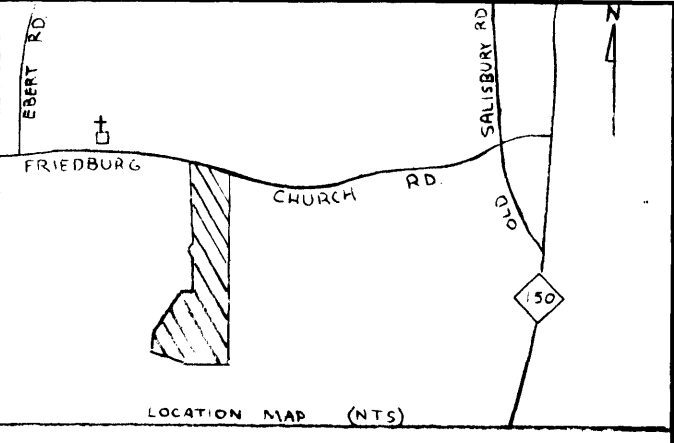 N
EBERT RD.
SALISBURY RD
FRIEDBURG CHURCH RD.
OLD
150
LOCATION MAP (NTS)